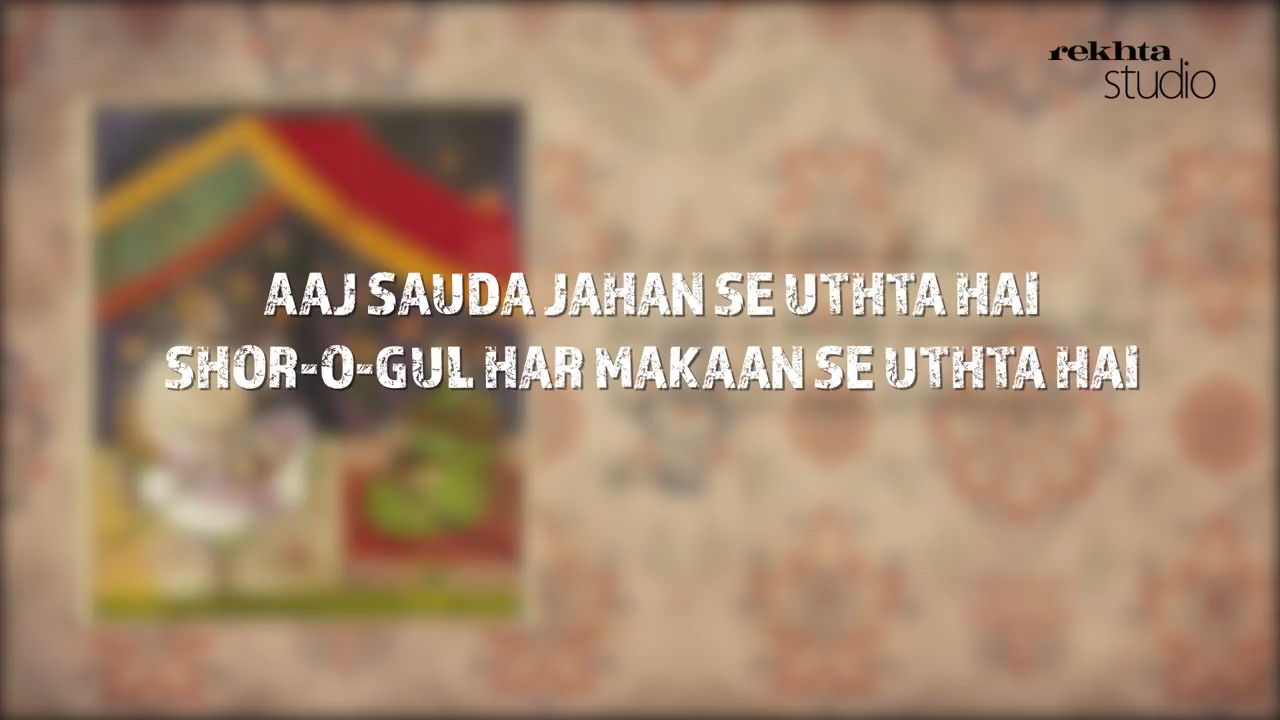 rekhta
studio
AAJ SAUDA JAHAN SE UTHTA HAI
SHOR-O-GUL HAR MAKAAN SE UTHTA HAI